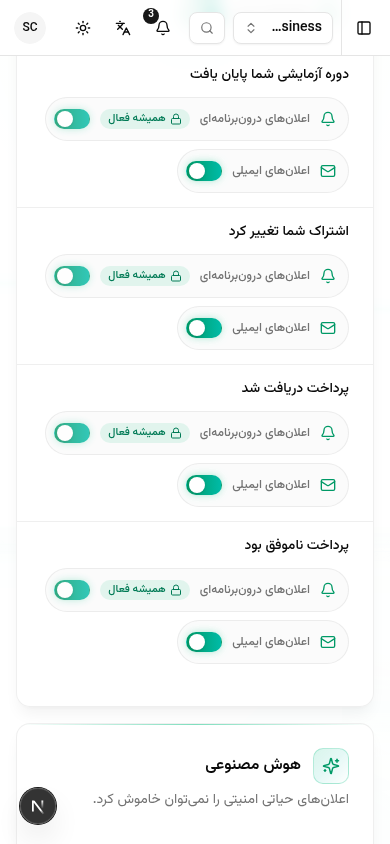 SC
3
...siness
دوره آزمایشی شما پایان یافت
اعلان‌های درون‌برنامه‌ای
همیشه فعال
اعلان‌های ایمیلی
اشتراک شما تغییر کرد
اعلان‌های درون‌برنامه‌ای
همیشه فعال
اعلان‌های ایمیلی
پرداخت دریافت شد
اعلان‌های درون‌برنامه‌ای
همیشه فعال
اعلان‌های ایمیلی
پرداخت ناموفق بود
اعلان‌های درون‌برنامه‌ای
همیشه فعال
اعلان‌های ایمیلی
هوش مصنوعی
اعلان‌های حیاتی امنیتی را نمی‌توان خاموش کرد.
N